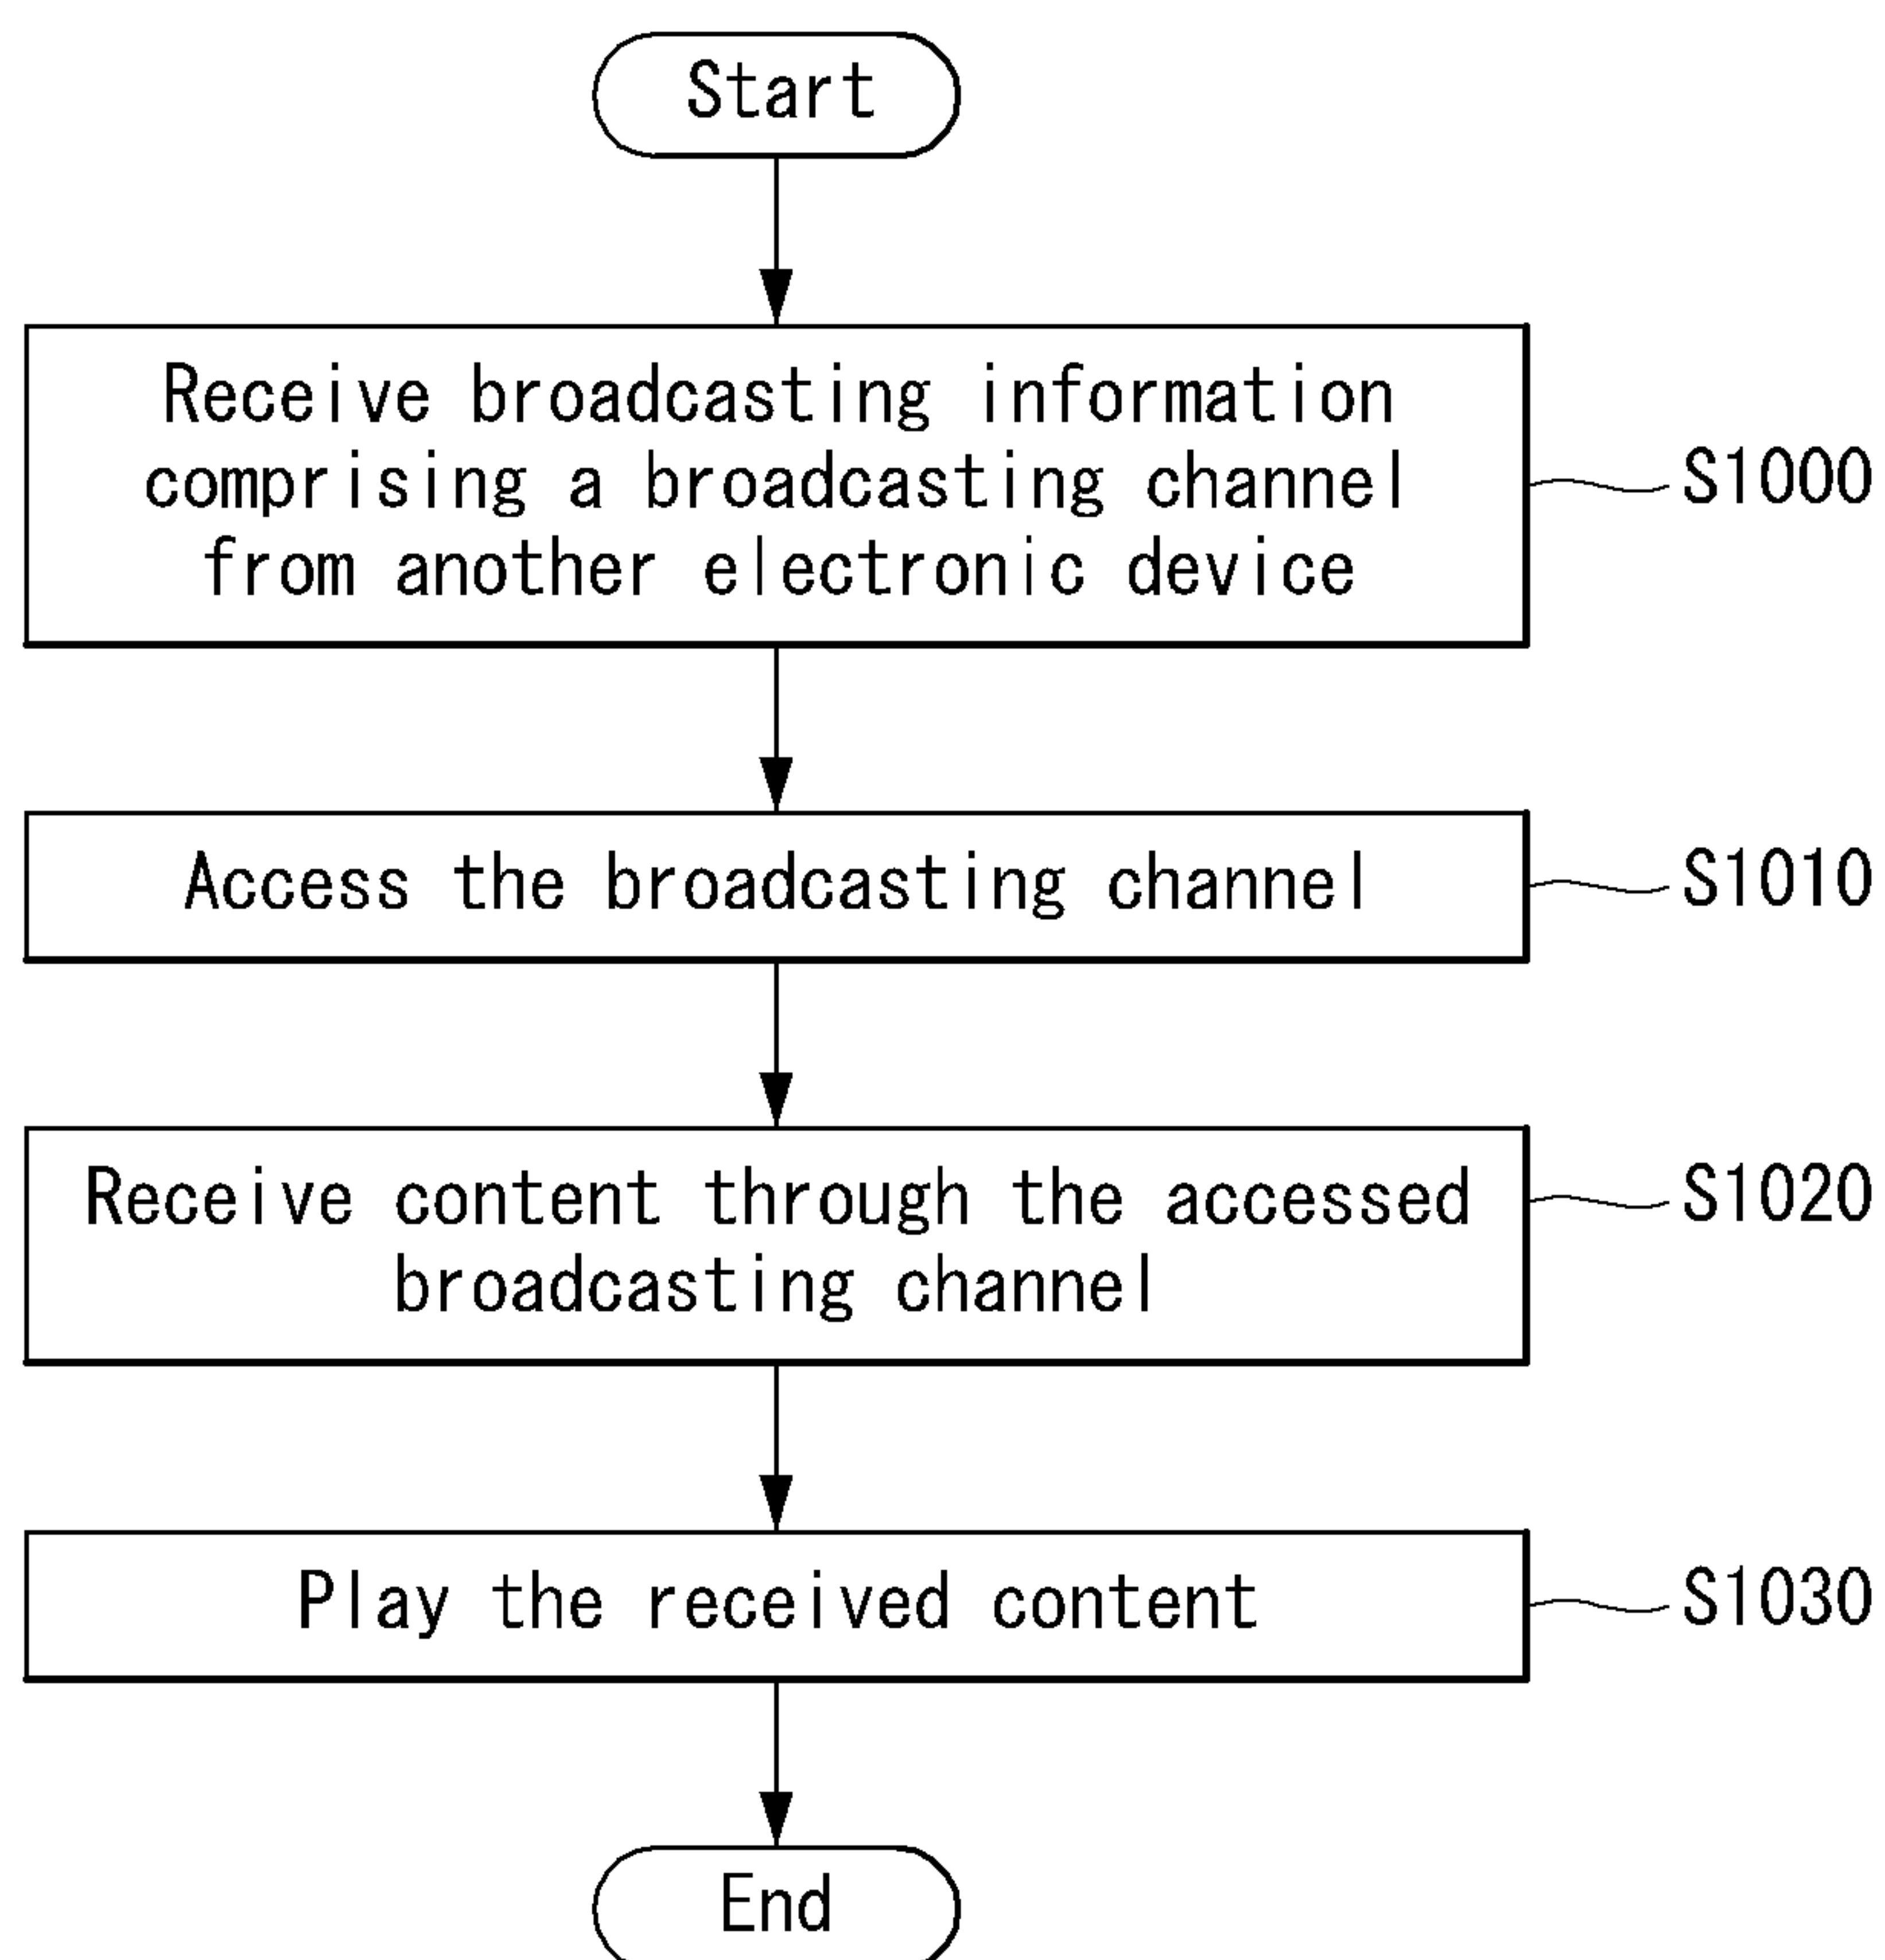 Start
Receive broadcasting information
comprising a broadcasting channel
from another electronic device
S1000
Access the broadcasting channel
S1010
Receive content through the accessed
broadcasting channel
S1020
Play the received content
S1030
End